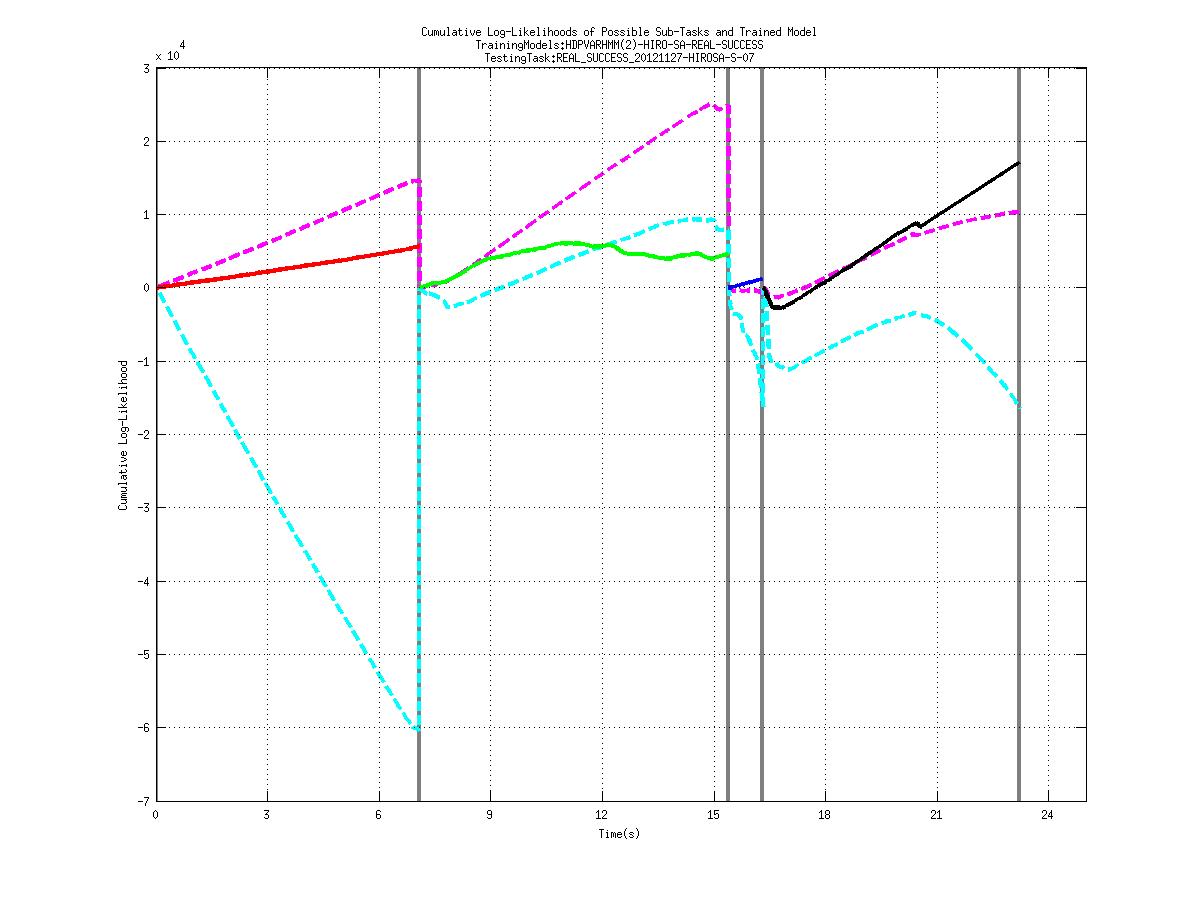 Cumulative Log-Likelihoods of Possible Sub-Tasks and Trained Model
TrainingModels:HDPVARHMM(2)-HIRO-SA-REAL-SUCCESS
TestingTask:REAL_SUCCESS_20121127-HIROSA-S-07
x 10^4
3
2
1
0
-1
-2
-3
-4
-5
-6
-7
Cumulative Log-Likelihood
0 3 6 9 12 15 18 21 24
Time(s)